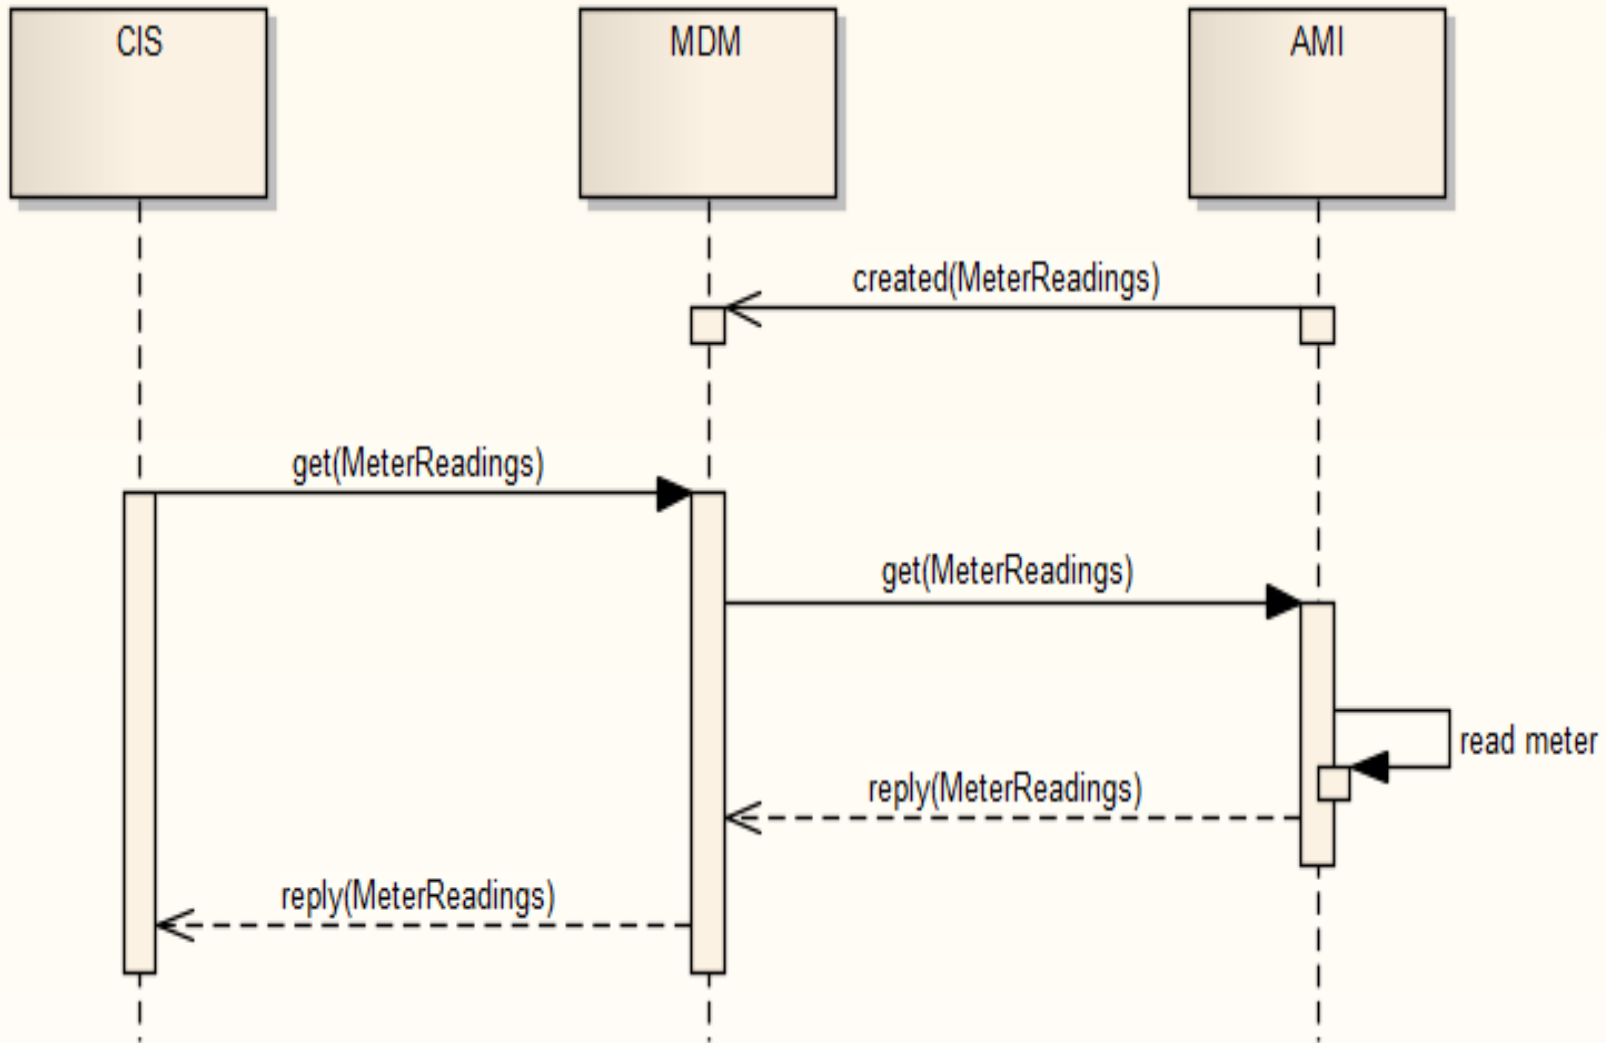 CIS
MDM
AMI
created(MeterReadings)
get(MeterReadings)
get(MeterReadings)
read meter
reply(MeterReadings)
reply(MeterReadings)